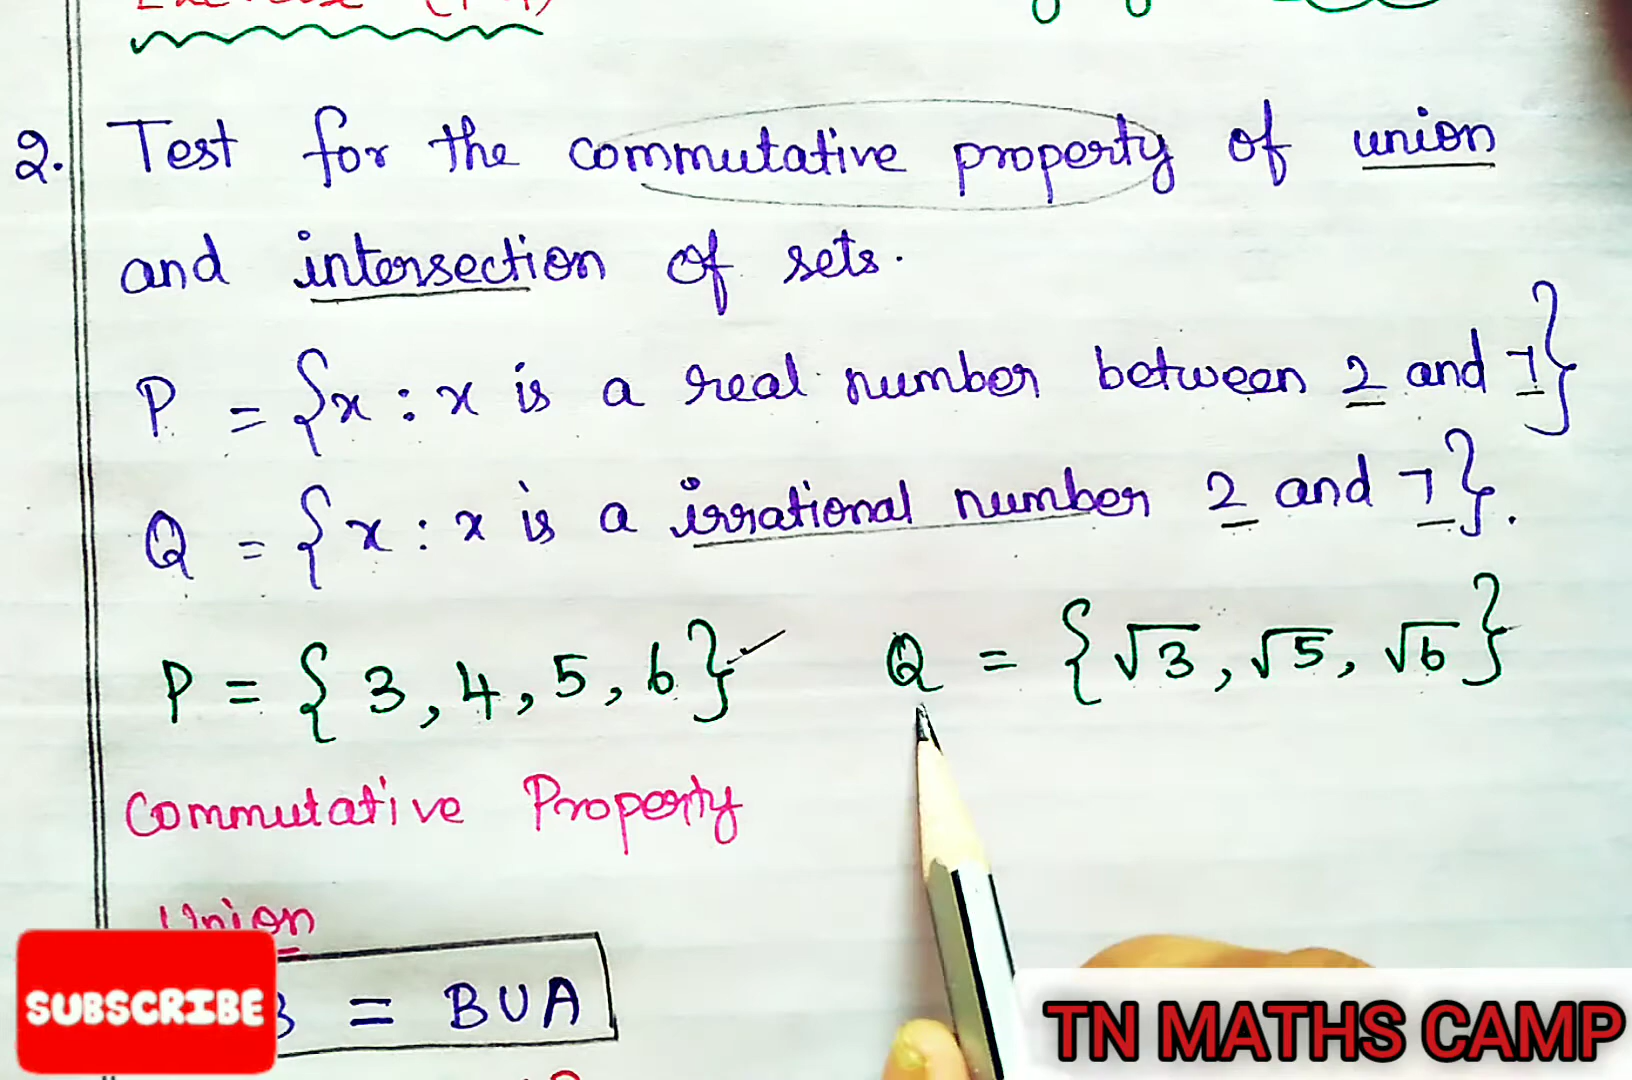 2. Test for the commutative property of union
and intersection of sets.
P = {x : x is a real number between 2 and 7}
Q = {x : x is a irrational number 2 and 7}.
P = {3, 4, 5, 6} Q = {√3, √5, √6}
Commutative Property
Union
= BUA
SUBSCRIBE
TN MATHS CAMP